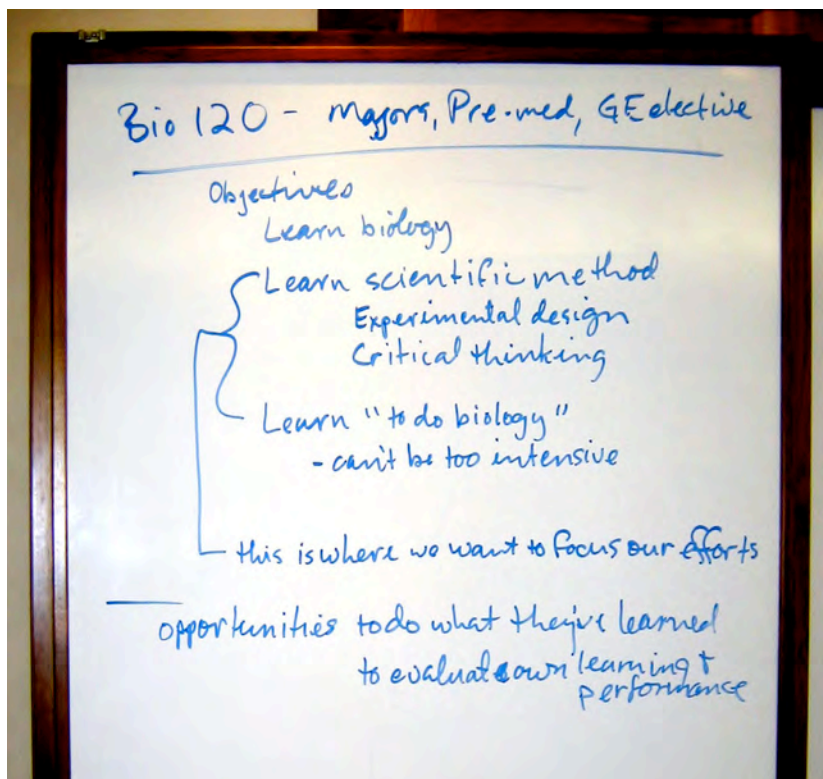 Bio 120 - Majors, Pre-med, GE elective
Objectives
Learn biology
Learn scientific method
Experimental design
Critical thinking
Learn "to do biology"
- can't be too intensive
this is where we want to focus our efforts
opportunities to do what they've learned
to evaluate own learning +
performance